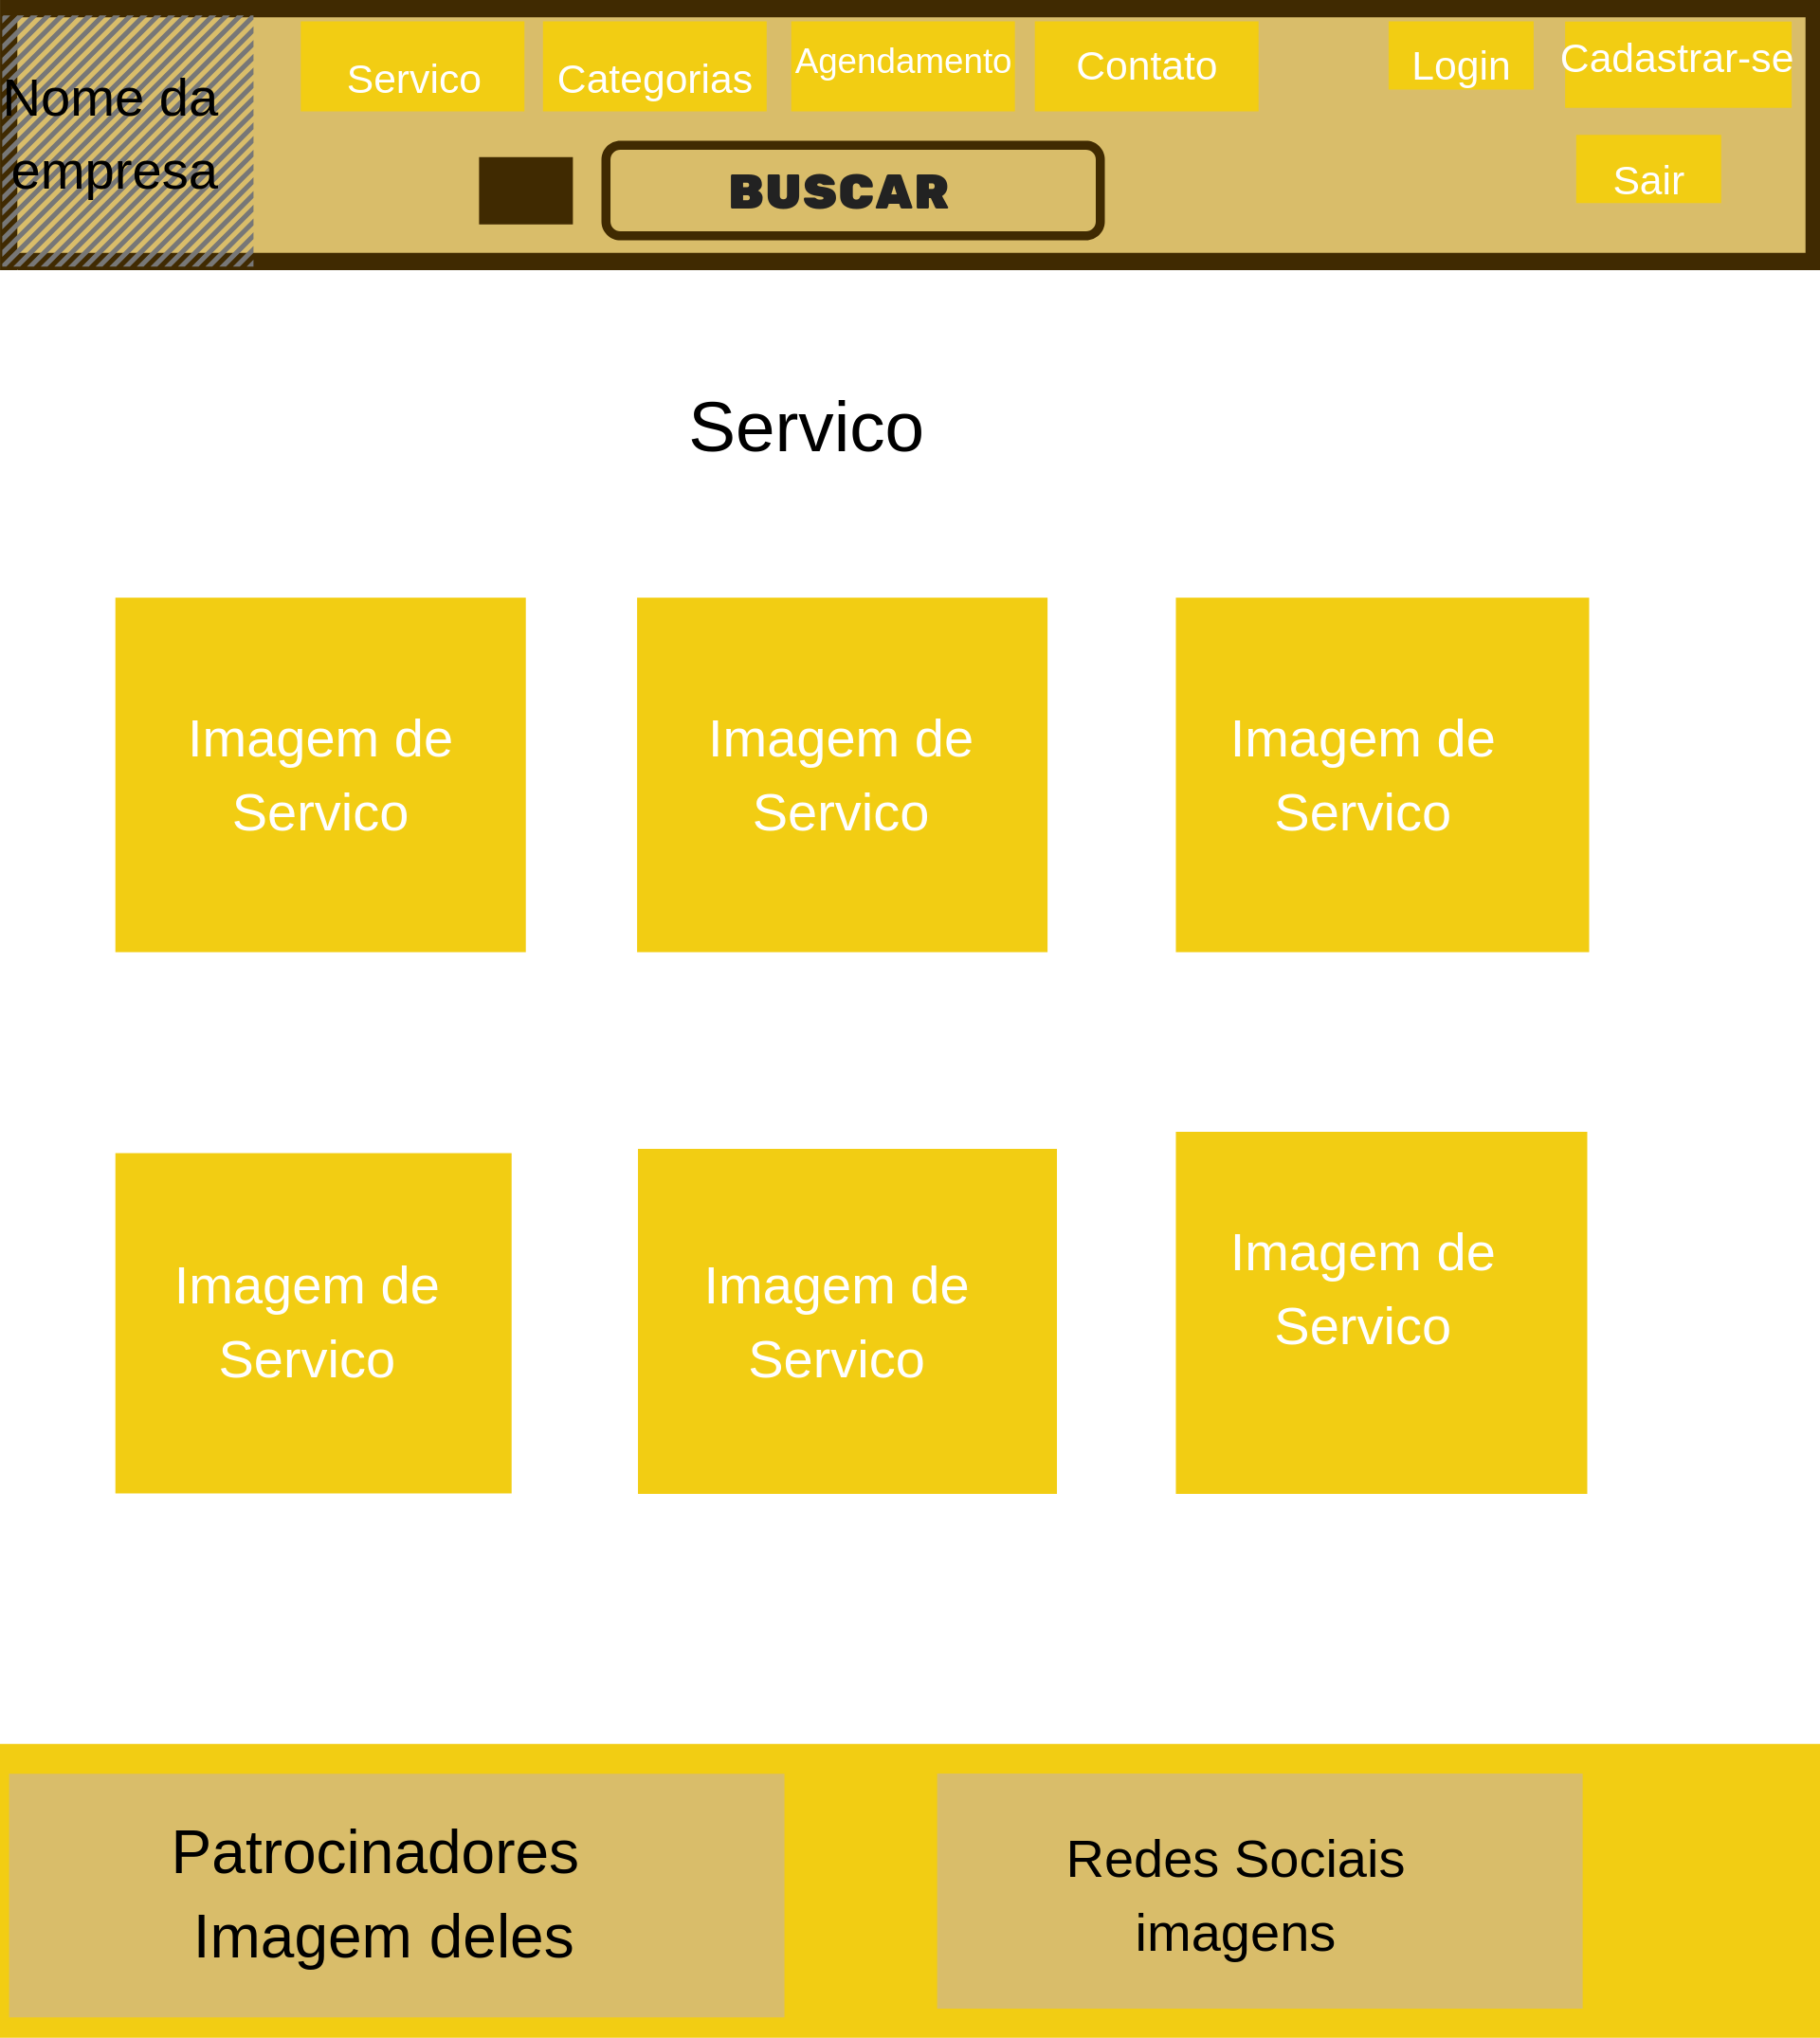 Nome da
empresa
Servico
Categorias
Agendamento
Contato
Login
Cadastrar-se
BUSCAR
Sair
Servico
Imagem de
Servico
Imagem de
Servico
Imagem de
Servico
Imagem de
Servico
Imagem de
Servico
Imagem de
Servico
Patrocinadores
Imagem deles
Redes Sociais
imagens